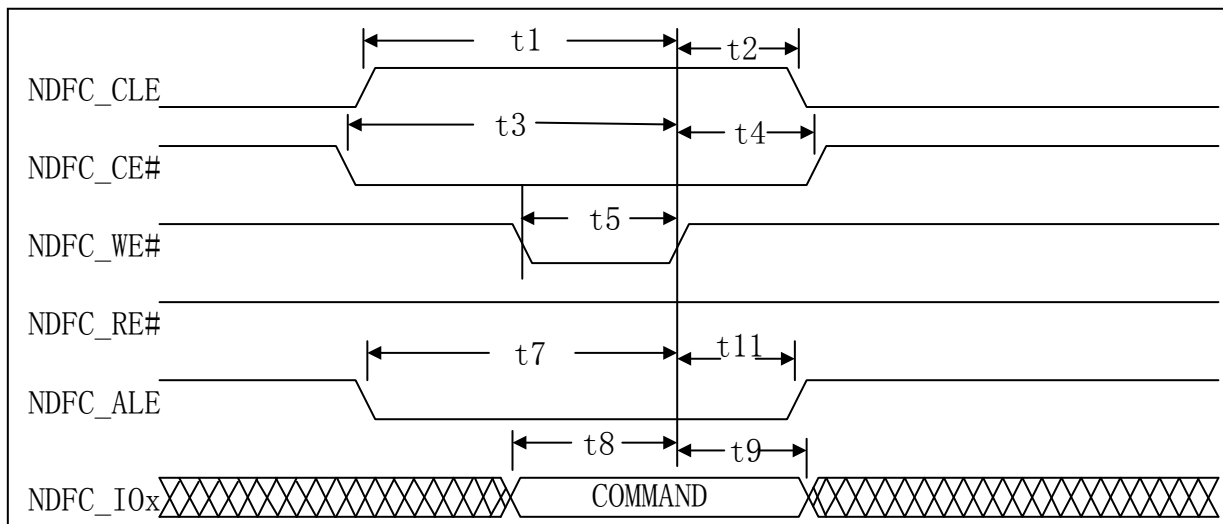 t1
t2
NDFC_CLE
t3
t4
NDFC_CE#
t5
NDFC_WE#
NDFC_RE#
t7
t11
NDFC_ALE
t8
t9
NDFC_IOx
COMMAND